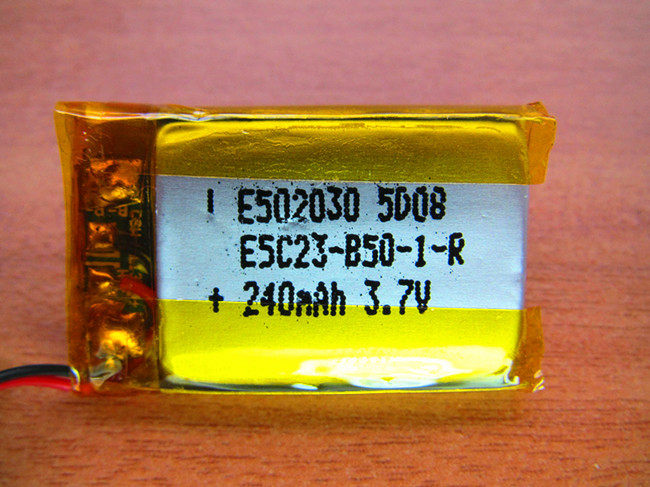 - E502030 5D08
E5C23-B50-1-R
+ 240mAh 3.7V